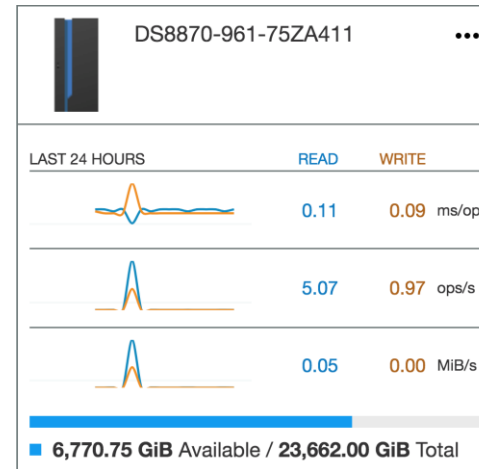 DS8870-961-75ZA411
LAST 24 HOURS READ WRITE
0.11 0.09 ms/op
5.07 0.97 ops/s
0.05 0.00 MiB/s
6,770.75 GiB Available / 23,662.00 GiB Total